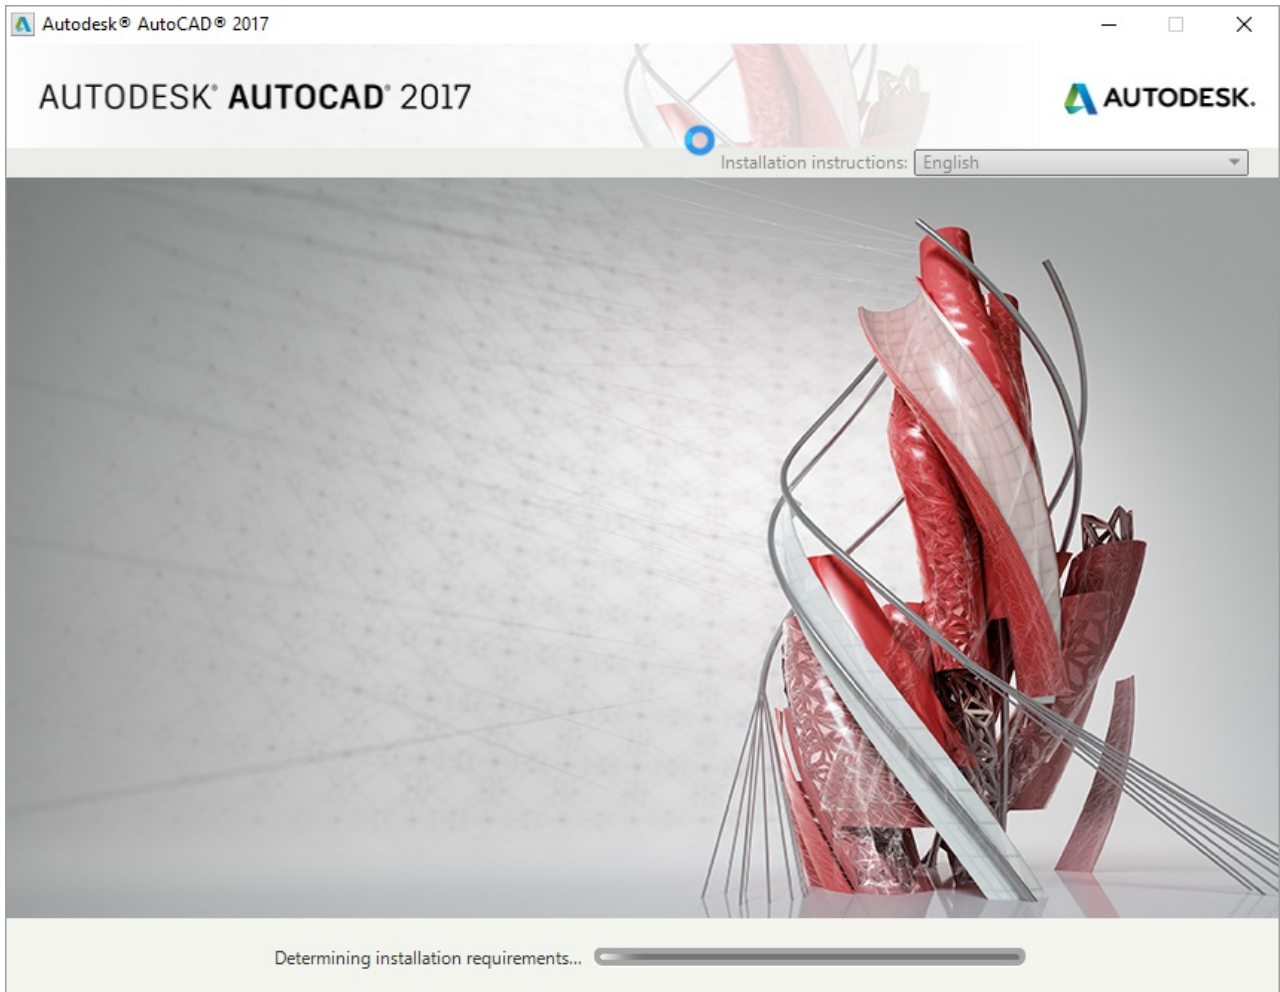 Autodesk® AutoCAD® 2017
AUTODESK® AUTOCAD® 2017
AUTODESK.
Installation instructions: English
Determining installation requirements...